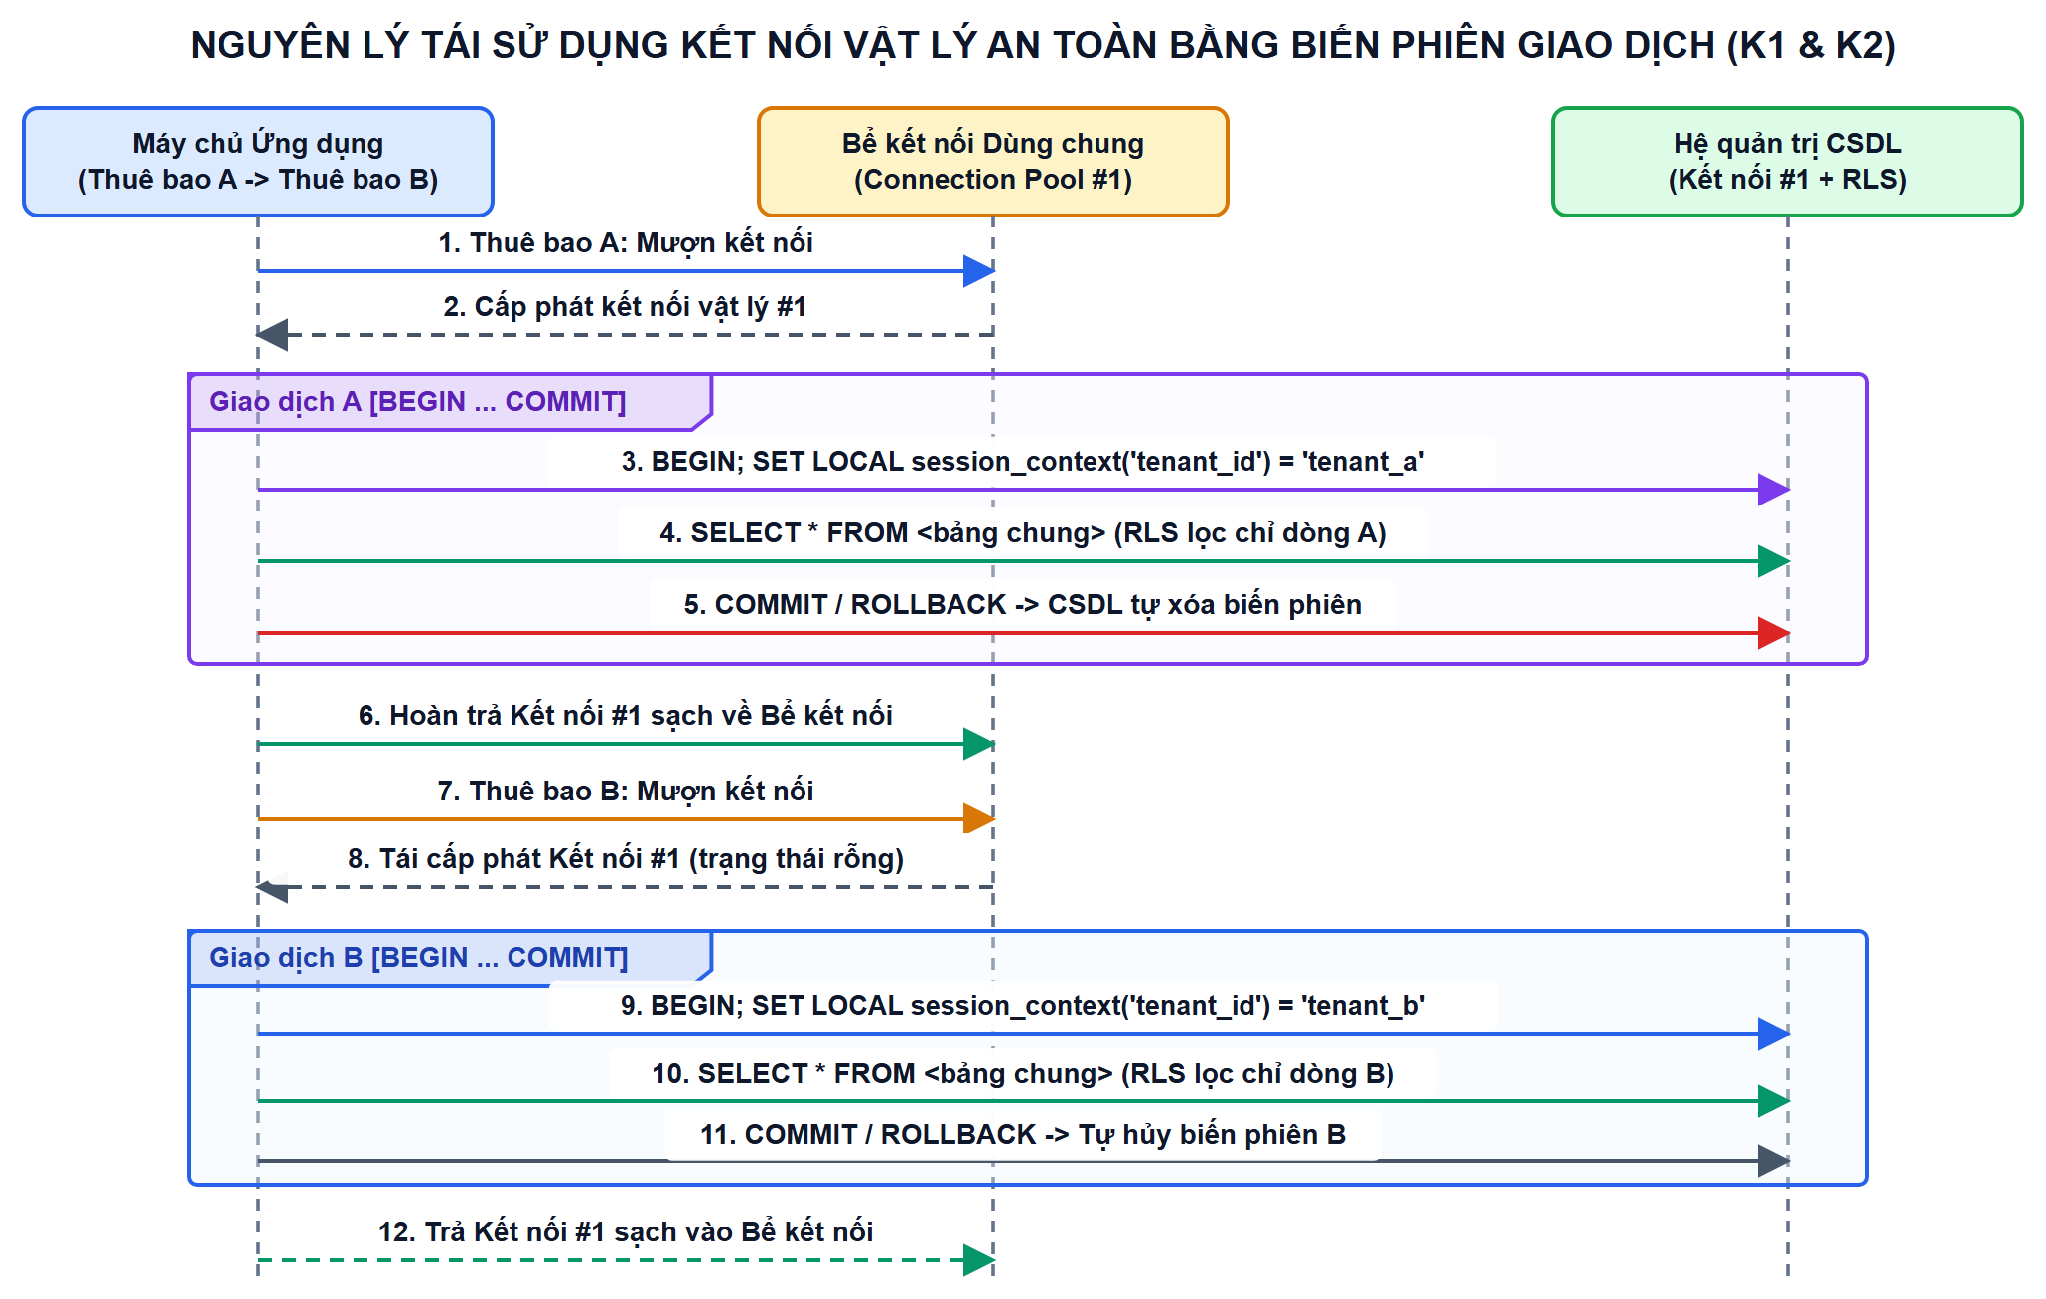 NGUYÊN LÝ TÁI SỬ DỤNG KẾT NỐI VẬT LÝ AN TOÀN BẰNG BIẾN PHIÊN GIAO DỊCH (K1 & K2)
Máy chủ Ứng dụng
(Thuê bao A -> Thuê bao B)
Bể kết nối Dùng chung
(Connection Pool #1)
Hệ quản trị CSDL
(Kết nối #1 + RLS)
1. Thuê bao A: Mượn kết nối
2. Cấp phát kết nối vật lý #1
Giao dịch A [BEGIN ... COMMIT]
3. BEGIN; SET LOCAL session_context('tenant_id') = 'tenant_a'
4. SELECT * FROM <bảng chung> (RLS lọc chỉ dòng A)
5. COMMIT / ROLLBACK -> CSDL tự xóa biến phiên
6. Hoàn trả Kết nối #1 sạch về Bể kết nối
7. Thuê bao B: Mượn kết nối
8. Tái cấp phát Kết nối #1 (trạng thái rỗng)
Giao dịch B [BEGIN ... COMMIT]
9. BEGIN; SET LOCAL session_context('tenant_id') = 'tenant_b'
10. SELECT * FROM <bảng chung> (RLS lọc chỉ dòng B)
11. COMMIT / ROLLBACK -> Tự hủy biến phiên B
12. Trả Kết nối #1 sạch vào Bể kết nối